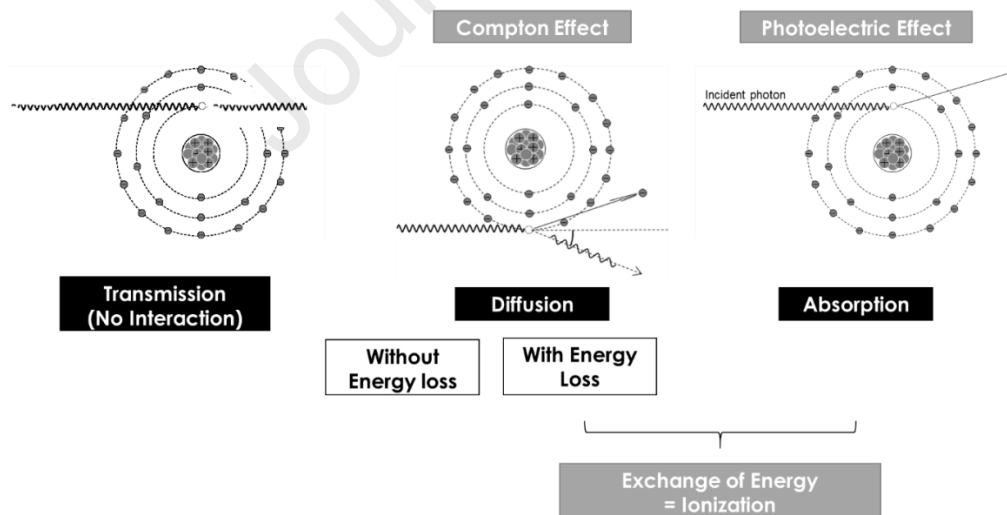 Jour
Compton Effect
Photoelectric Effect
Incident photon
Transmission
(No Interaction)
Diffusion
Absorption
Without
Energy loss
With Energy
Loss
Exchange of Energy
= Ionization